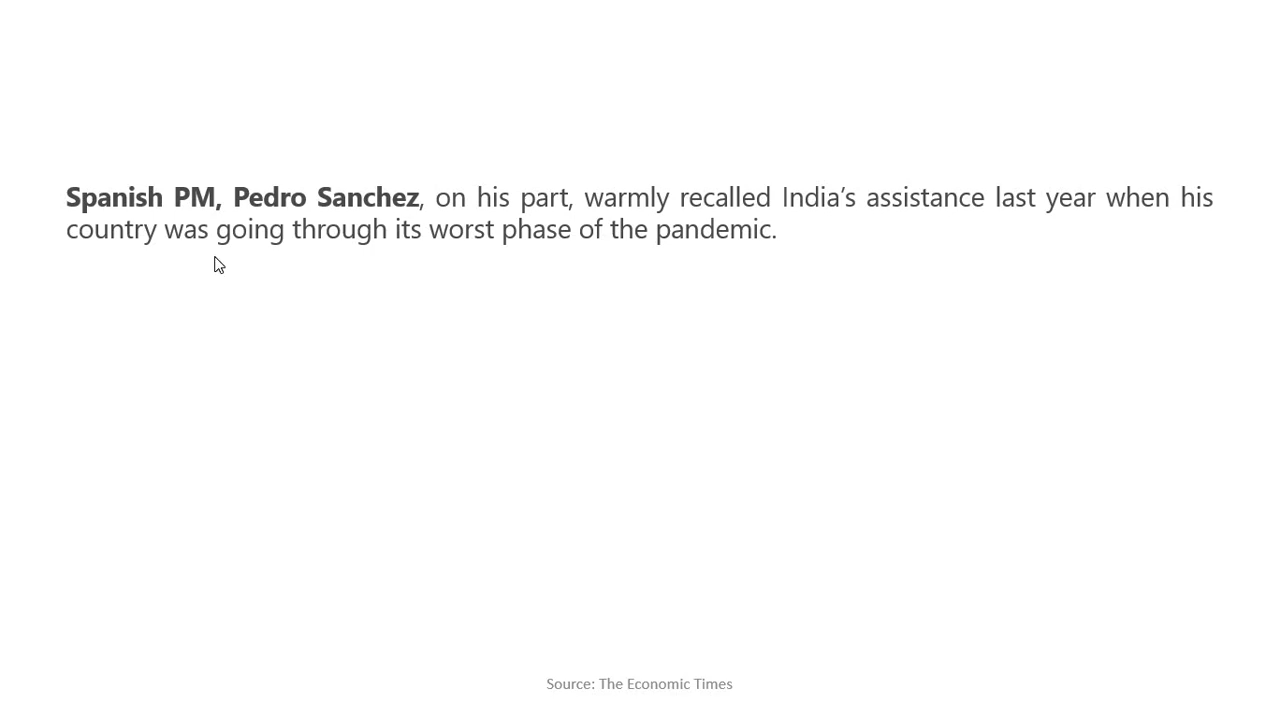 Spanish PM, Pedro Sanchez, on his part, warmly recalled India’s assistance last year when his
country was going through its worst phase of the pandemic.
Source: The Economic Times